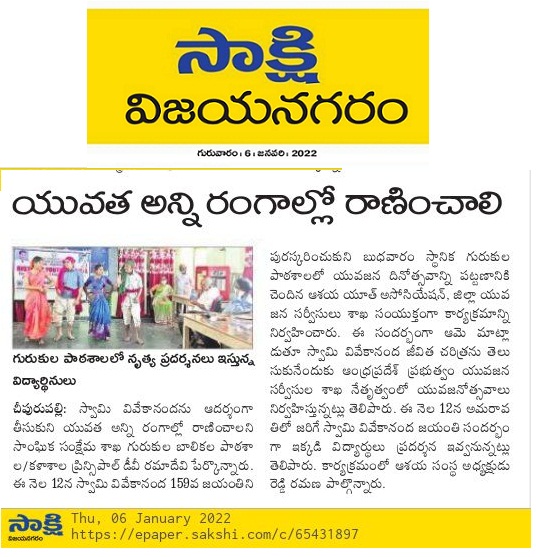 సాక్షి
విజయనగరం
గురువారం : 6 : జనవరి : 2022
యువత అన్ని రంగాల్లో రాణించాలి
గురుకుల పాఠశాలలో నృత్య ప్రదర్శనలు ఇస్తున్న
విద్యార్థినులు
చీపురుపల్లి: స్వామి వివేకానందను ఆదర్శంగా
తీసుకుని యువత అన్ని రంగాల్లో రాణించాలని
సాంఘిక సంక్షేమ శాఖ గురుకుల బాలికల పాఠశా
ల/కళాశాల ప్రిన్సిపాల్ డీవీ రమాదేవి పేర్కొన్నారు.
ఈ నెల 12న స్వామి వివేకానంద 159వ జయంతిని
పురస్కరించుకుని బుధవారం స్థానిక గురుకుల
పాఠశాలలో యువజన దినోత్సవాన్ని పట్టణానికి
చెందిన ఆశయ యూత్ అసోసియేషన్, జిల్లా యువ
జన సర్వీసులు శాఖ సంయుక్తంగా కార్యక్రమాన్ని
నిర్వహించారు. ఈ సందర్భంగా ఆమె మాట్లా
డుతూ స్వామి వివేకానంద జీవిత చరిత్రను తెలు
సుకునేందుకు ఆంధ్రప్రదేశ్ ప్రభుత్వం యువజన
సర్వీసుల శాఖ నేతృత్వంలో యువజనోత్సవాలు
నిర్వహిస్తున్నట్లు తెలిపారు. ఈ నెల 12న అమరావ
తిలో జరిగే స్వామి వివేకానంద జయంతి సందర్భం
గా ఇక్కడి విద్యార్థులు ప్రదర్శన ఇవ్వనున్నట్లు
తెలిపారు. కార్యక్రమంలో ఆశయ సంస్థ అధ్యక్షుడు
రెడ్డి రమణ పాల్గొన్నారు.
సాక్షి
విజయనగరం
Thu, 06 January 2022
https://epaper.sakshi.com/c/65431897